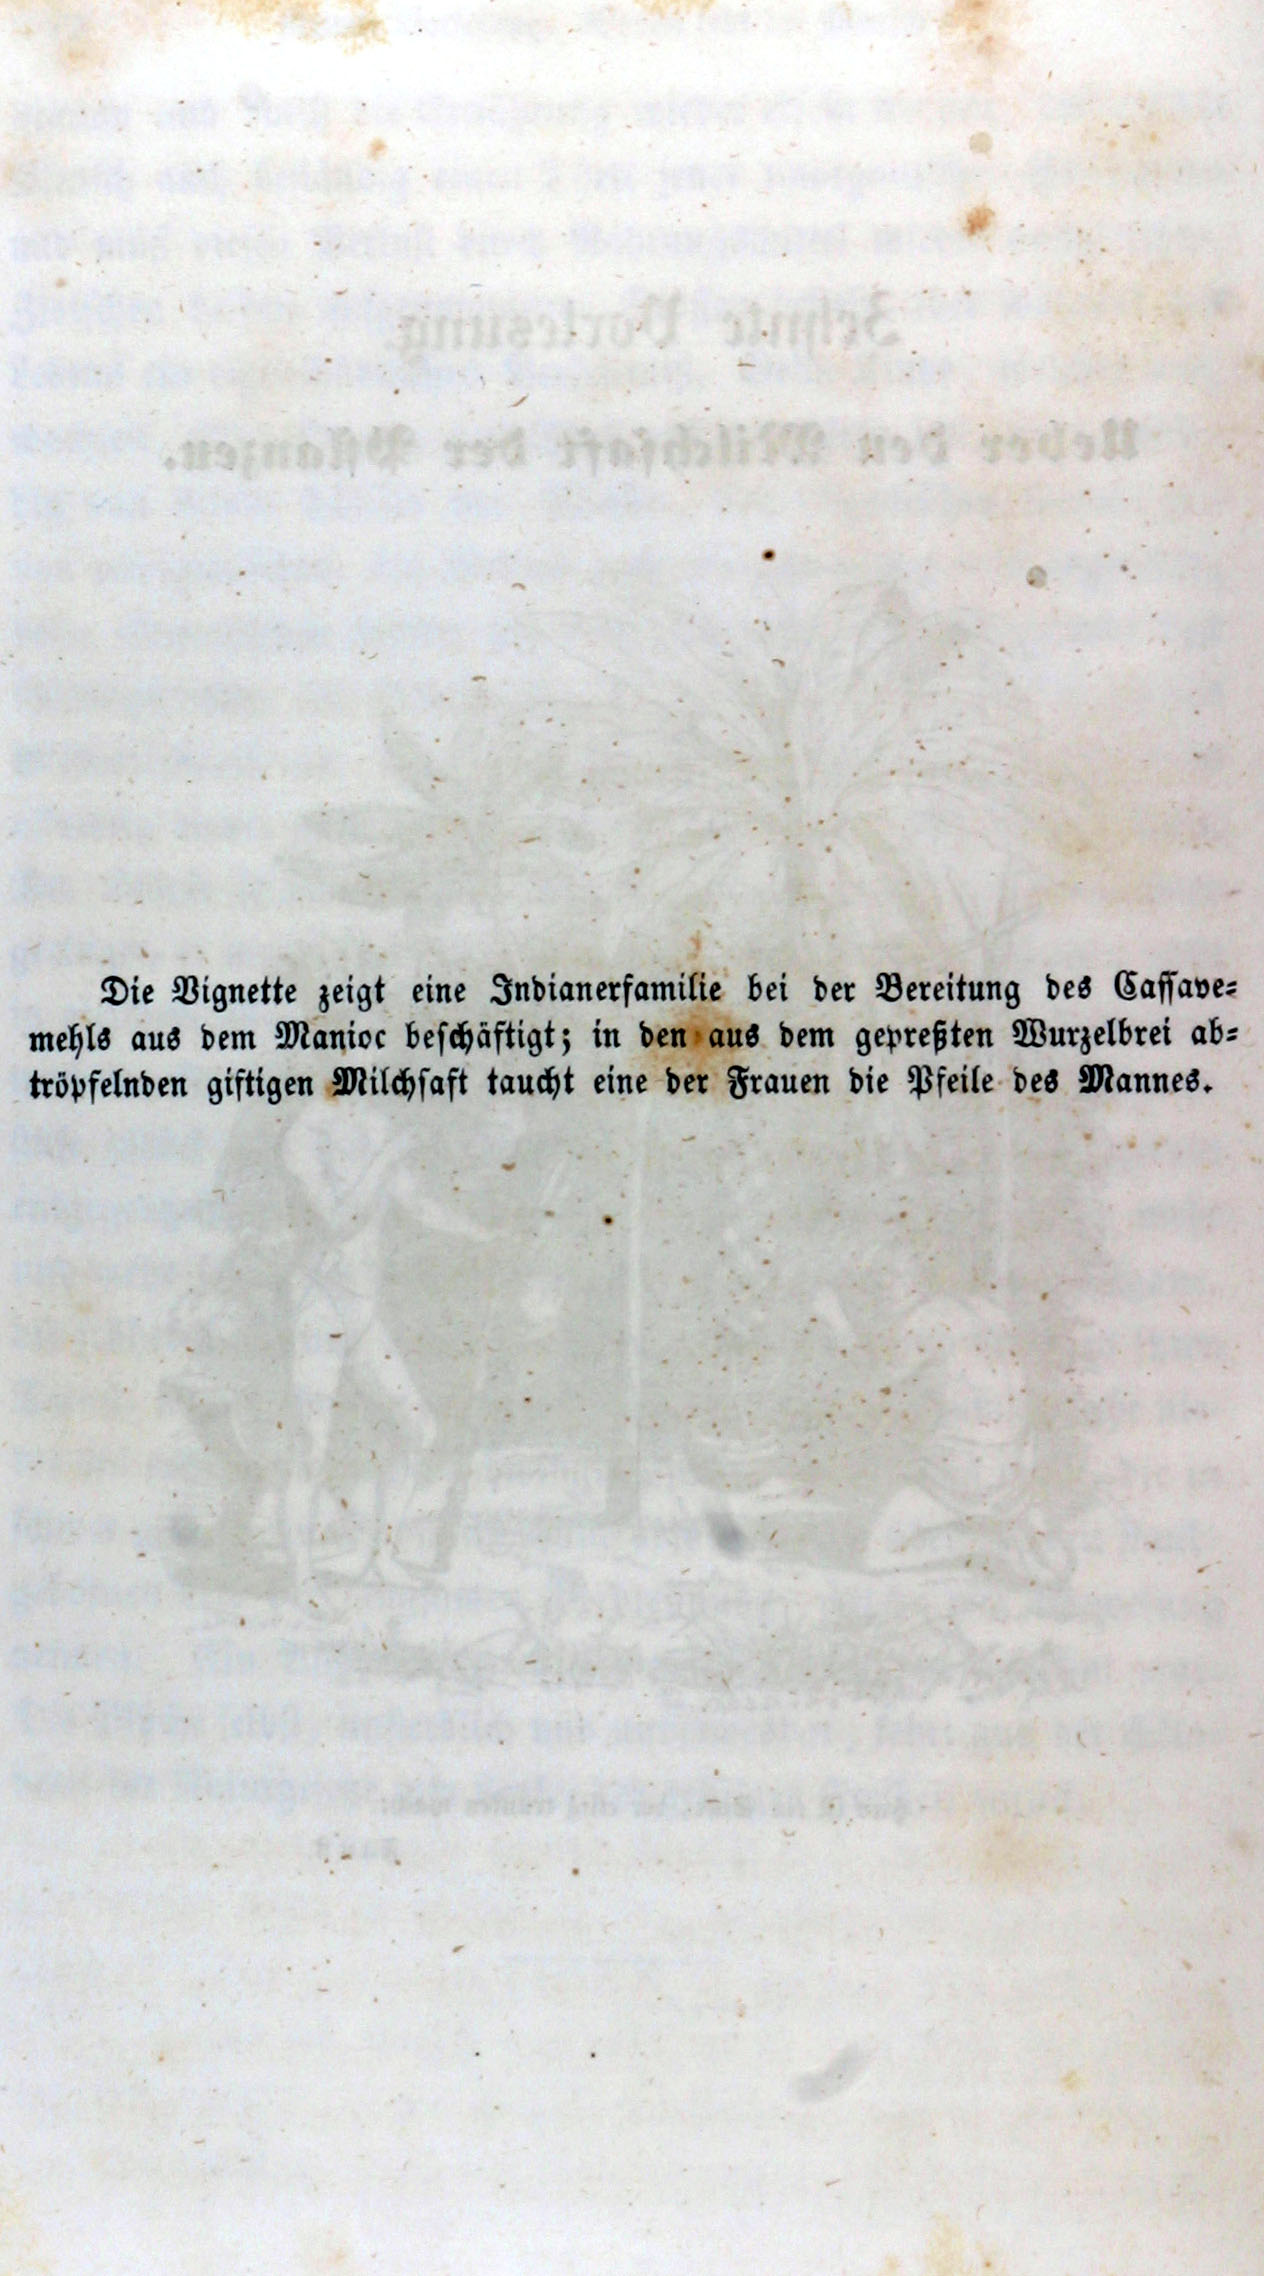 Die Vignette zeigt eine Indianerfamilie bei der Bereitung des Cassave-
mehls aus dem Manioc beschäftigt; in den aus dem gepreßten Wurzelbrei ab-
tröpfelnden giftigen Milchsaft taucht eine der Frauen die Pfeile des Mannes.